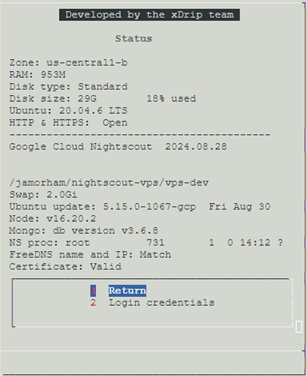 Developed by the xDrip team
Status
Zone: us-central1-b
RAM: 953M
Disk type: Standard
Disk size: 29G 18% used
Ubuntu: 20.04.6 LTS
HTTP & HTTPS: Open
-----------------------------------------
Google Cloud Nightscout 2024.08.28
/jamorham/nightscout-vps/vps-dev
Swap: 2.0Gi
Ubuntu update: 5.15.0-1067-gcp Fri Aug 30
Node: v16.20.2
Mongo: db version v3.6.8
NS proc: root 731 1 0 14:12 ?
FreeDNS name and IP: Match
Certificate: Valid
1 Return
2 Login credentials